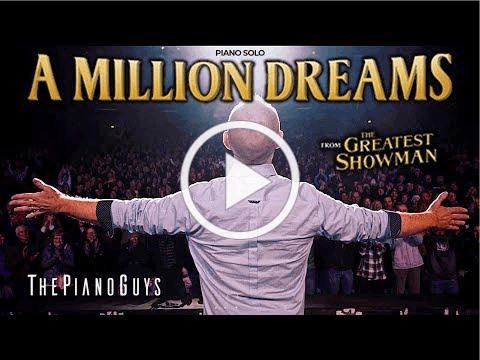 PIANO SOLO
A MILLION DREAMS
FROM THE GREATEST
SHOWMAN
THEPIANOGUYS